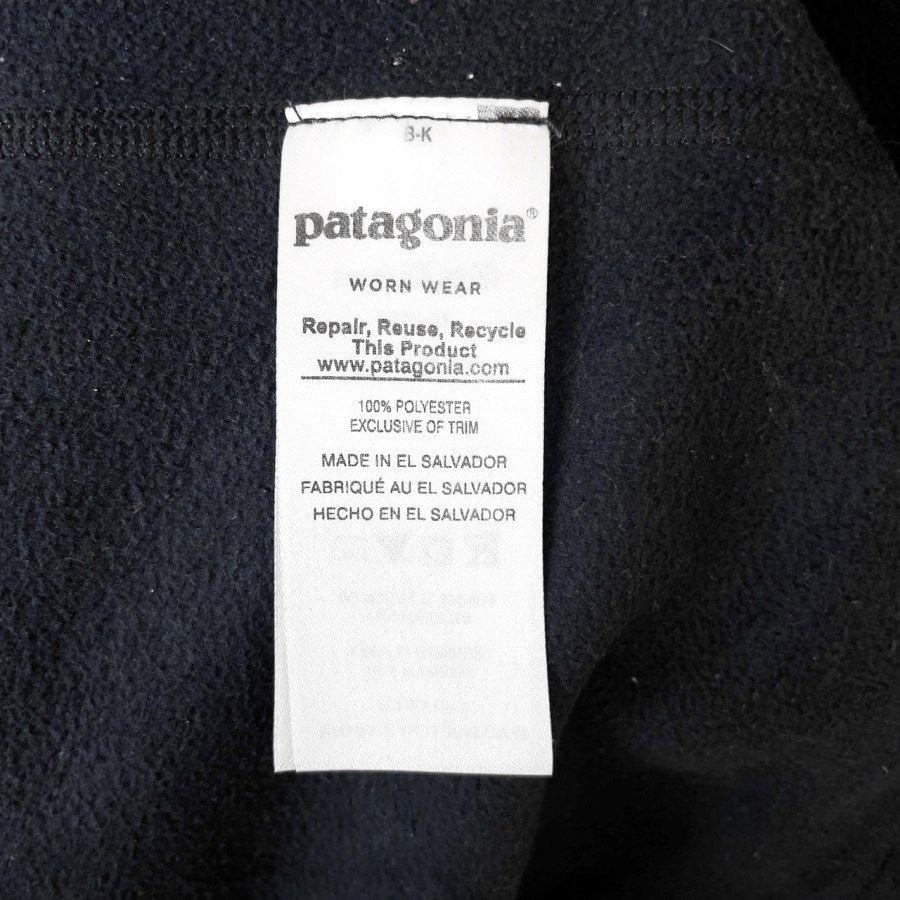 B-K
patagonia®
WORN WEAR
Repair, Reuse, Recycle
This Product
www.patagonia.com
100% POLYESTER
EXCLUSIVE OF TRIM
MADE IN EL SALVADOR
FABRIQUÉ AU EL SALVADOR
HECHO EN EL SALVADOR